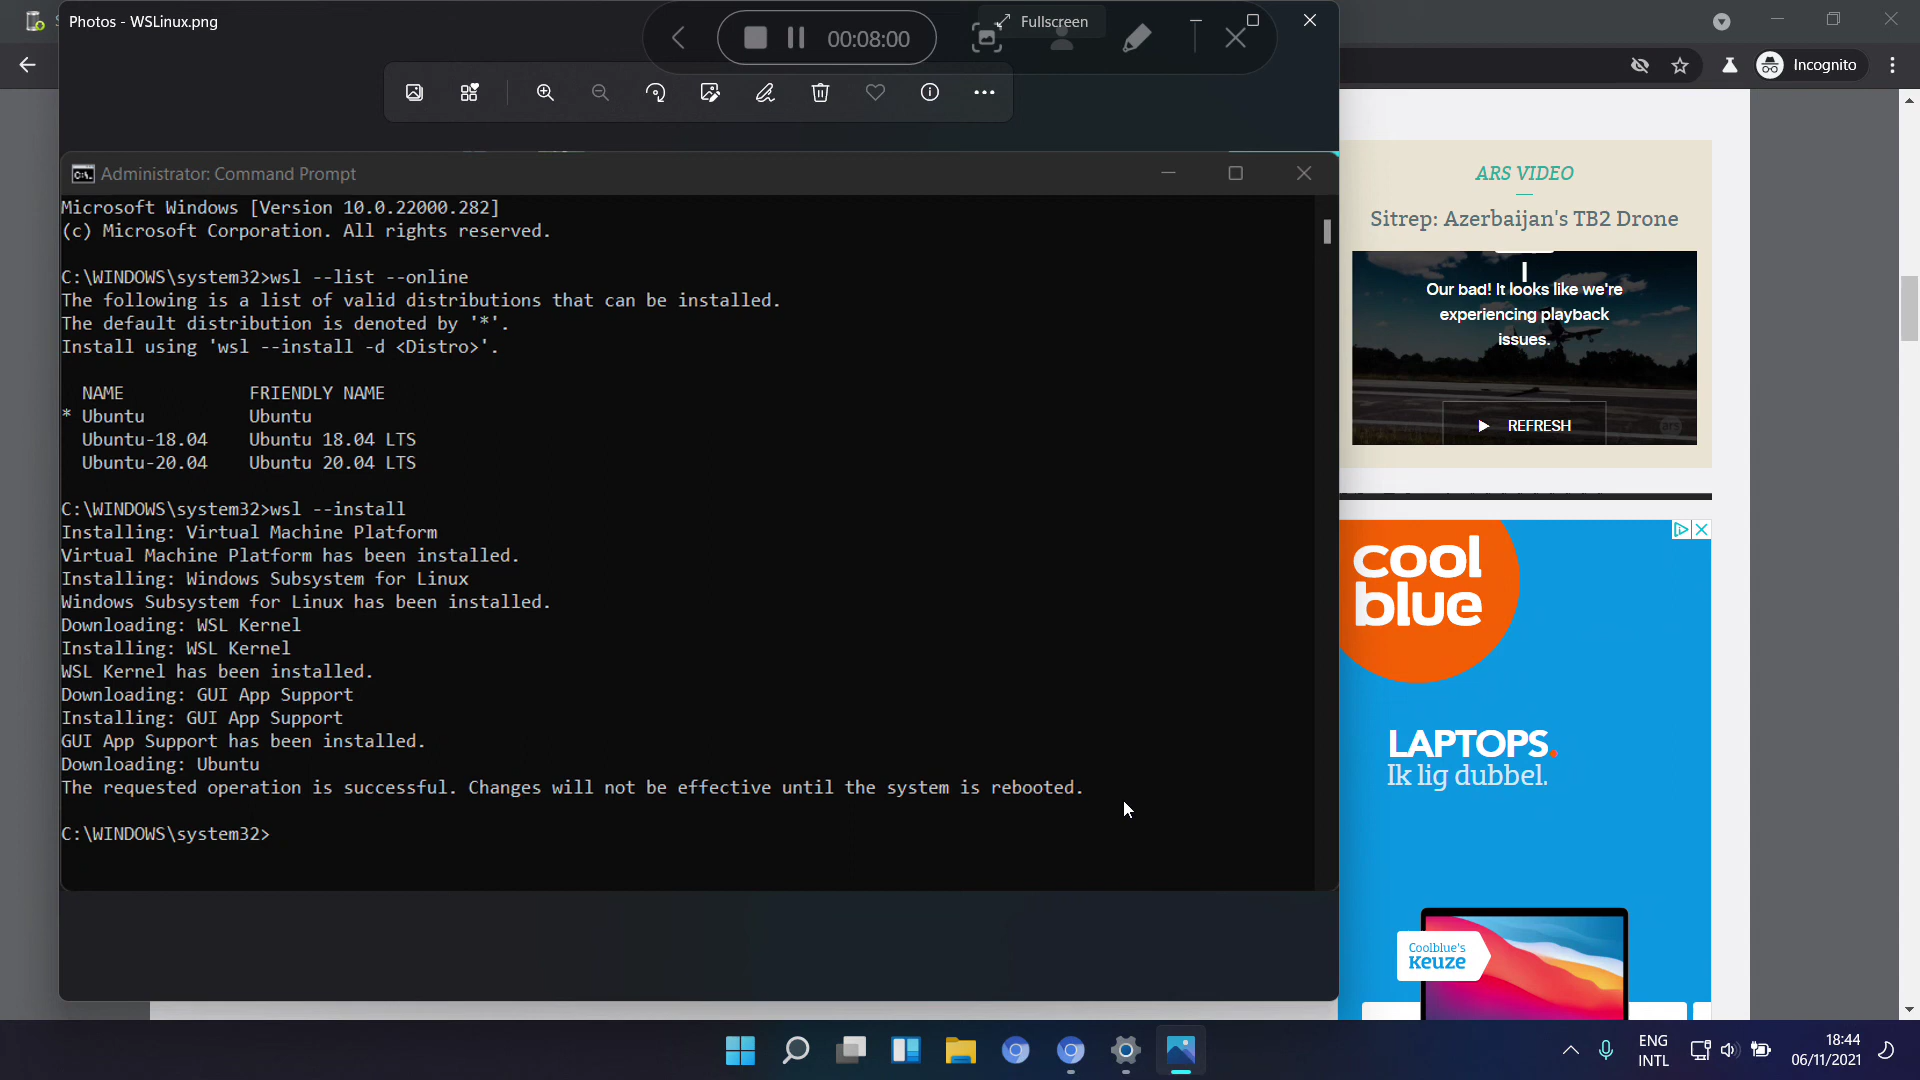 Photos - WSLinux.png
00:08:00
Fullscreen
Incognito
Administrator: Command Prompt
Microsoft Windows [Version 10.0.22000.282]
(c) Microsoft Corporation. All rights reserved.
C:\WINDOWS\system32>wsl --list --online
The following is a list of valid distributions that can be installed.
The default distribution is denoted by '*'.
Install using 'wsl --install -d <Distro>'.
NAME FRIENDLY NAME
* Ubuntu Ubuntu
Ubuntu-18.04 Ubuntu 18.04 LTS
Ubuntu-20.04 Ubuntu 20.04 LTS
C:\WINDOWS\system32>wsl --install
Installing: Virtual Machine Platform
Virtual Machine Platform has been installed.
Installing: Windows Subsystem for Linux
Windows Subsystem for Linux has been installed.
Downloading: WSL Kernel
Installing: WSL Kernel
WSL Kernel has been installed.
Downloading: GUI App Support
Installing: GUI App Support
GUI App Support has been installed.
Downloading: Ubuntu
The requested operation is successful. Changes will not be effective until the system is rebooted.
C:\WINDOWS\system32>
ARS VIDEO
Sitrep: Azerbaijan's TB2 Drone
Our bad! It looks like we're
experiencing playback
issues.
REFRESH
ars
cool
blue
LAPTOPS.
Ik lig dubbel.
Coolblue's
Keuze
ENG
INTL
18:44
06/11/2021